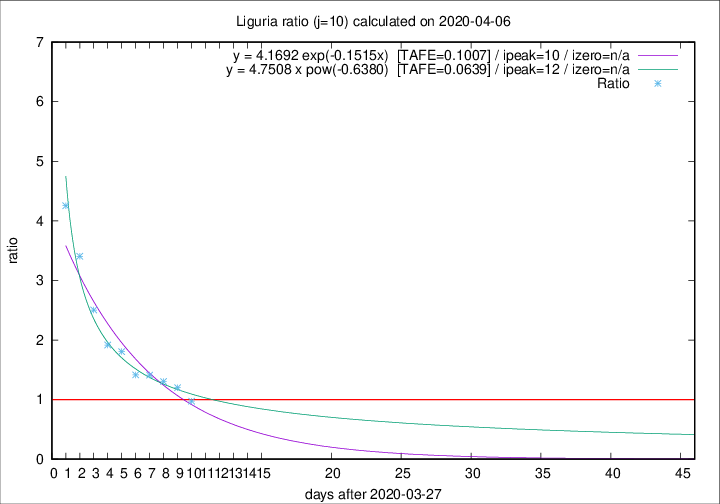 Liguria ratio (j=10) calculated on 2020-04-06
y = 4.1692 exp(-0.1515x) [TAFE=0.1007] / ipeak=10 / izero=n/a
y = 4.7508 x pow(-0.6380) [TAFE=0.0639] / ipeak=12 / izero=n/a
Ratio
7
6
5
4
3
2
1
0
ratio
0 1 2 3 4 5 6 7 8 9 10 11 12 13 14 15 20 25 30 35 40 45
days after 2020-03-27